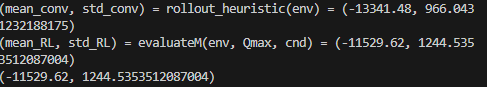 (mean_conv, std_conv) = rollout_heuristic(env) = (-13341.48, 966.043
1232188175)
(mean_RL, std_RL) = evaluateM(env, Qmax, cnd) = (-11529.62, 1244.535
3512087004)
(-11529.62, 1244.5353512087004)